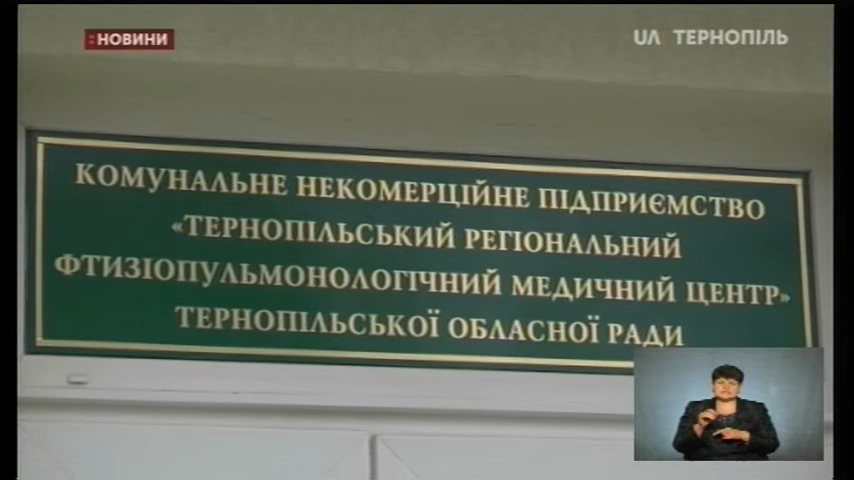 НОВИНИ
UA: ТЕРНОПІЛЬ
КОМУНАЛЬНЕ НЕКОМЕРЦІЙНЕ ПІДПРИЄМСТВО
«ТЕРНОПІЛЬСЬКИЙ РЕГІОНАЛЬНИЙ
ФТИЗІОПУЛЬМОНОЛОГІЧНИЙ МЕДИЧНИЙ ЦЕНТР»
ТЕРНОПІЛЬСЬКОЇ ОБЛАСНОЇ РАДИ